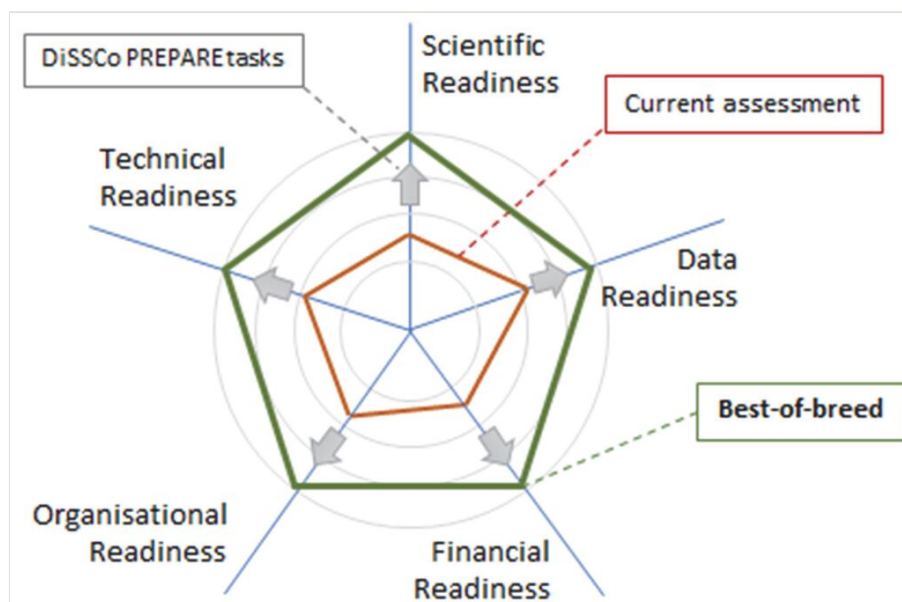 DiSSCo PREPARE tasks
Scientific
Readiness
Current assessment
Technical
Readiness
Data
Readiness
Best-of-breed
Organisational
Readiness
Financial
Readiness